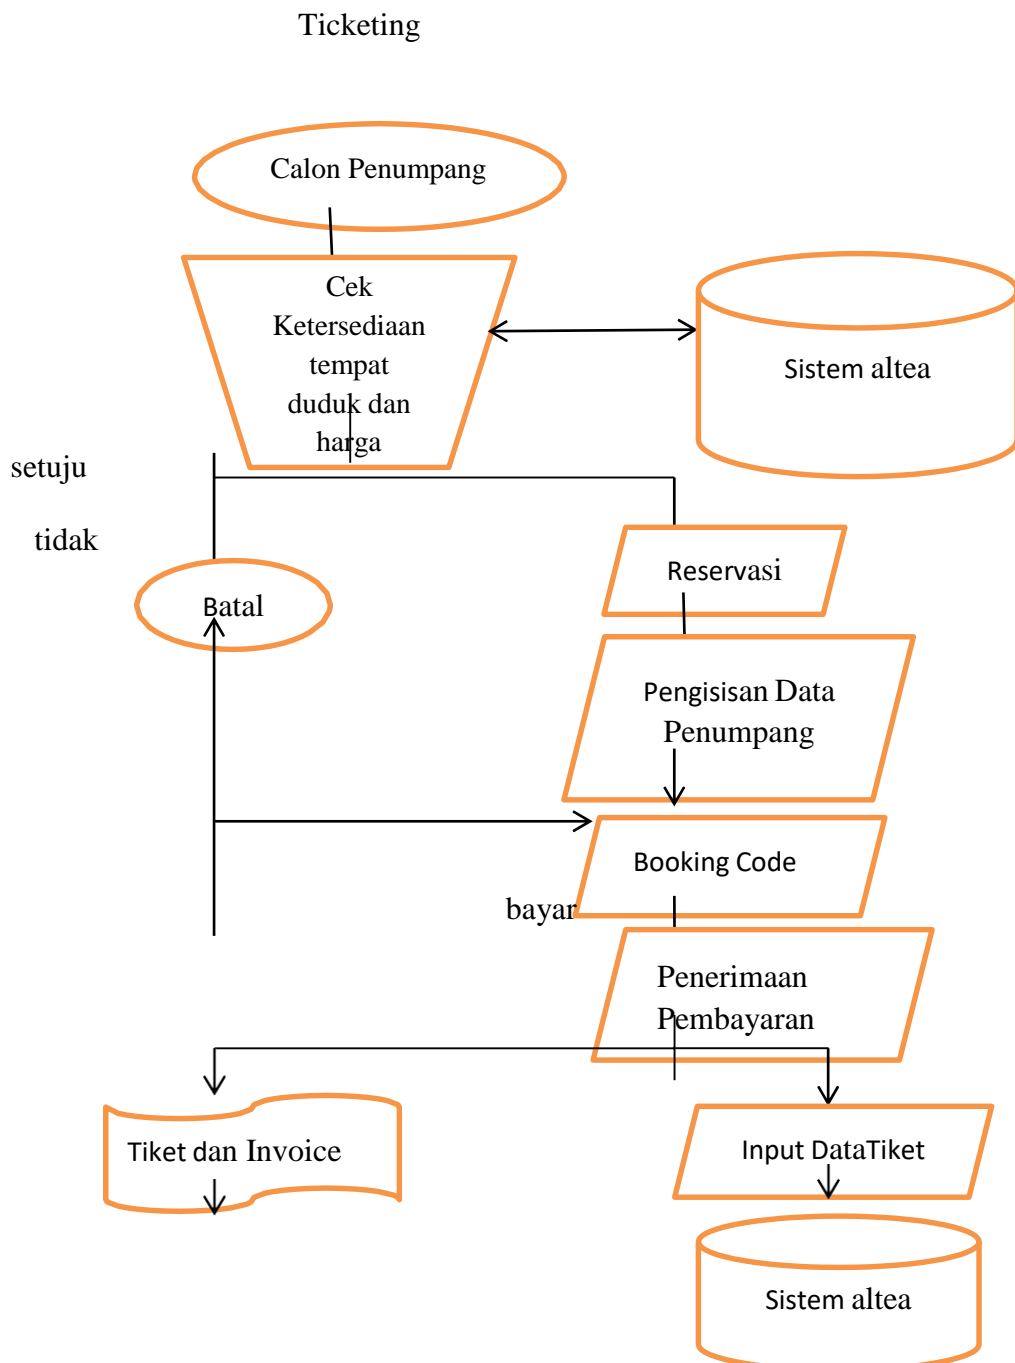 Ticketing
Calon Penumpang
Cek
Ketersediaan
tempat
duduk dan
harga
Sistem altea
setuju
tidak
Reservasi
Batal
Pengisisan Data
Penumpang
Booking Code
bayar
Penerimaan
Pembayaran
Tiket dan Invoice
Input DataTiket
Sistem altea